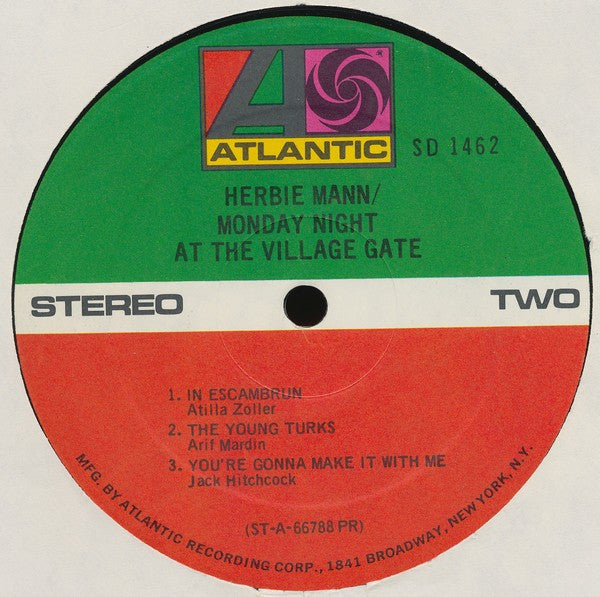 ATLANTIC
®
SD 1462
HERBIE MANN/
MONDAY NIGHT
AT THE VILLAGE GATE
STEREO
TWO
1. IN ESCAMBRUN
Atilla Zoller
2. THE YOUNG TURKS
Arif Mardin
3. YOU'RE GONNA MAKE IT WITH ME
Jack Hitchcock
(ST-A-66788 PR)
MFG. BY ATLANTIC RECORDING CORP., 1841 BROADWAY, NEW YORK, N.Y.